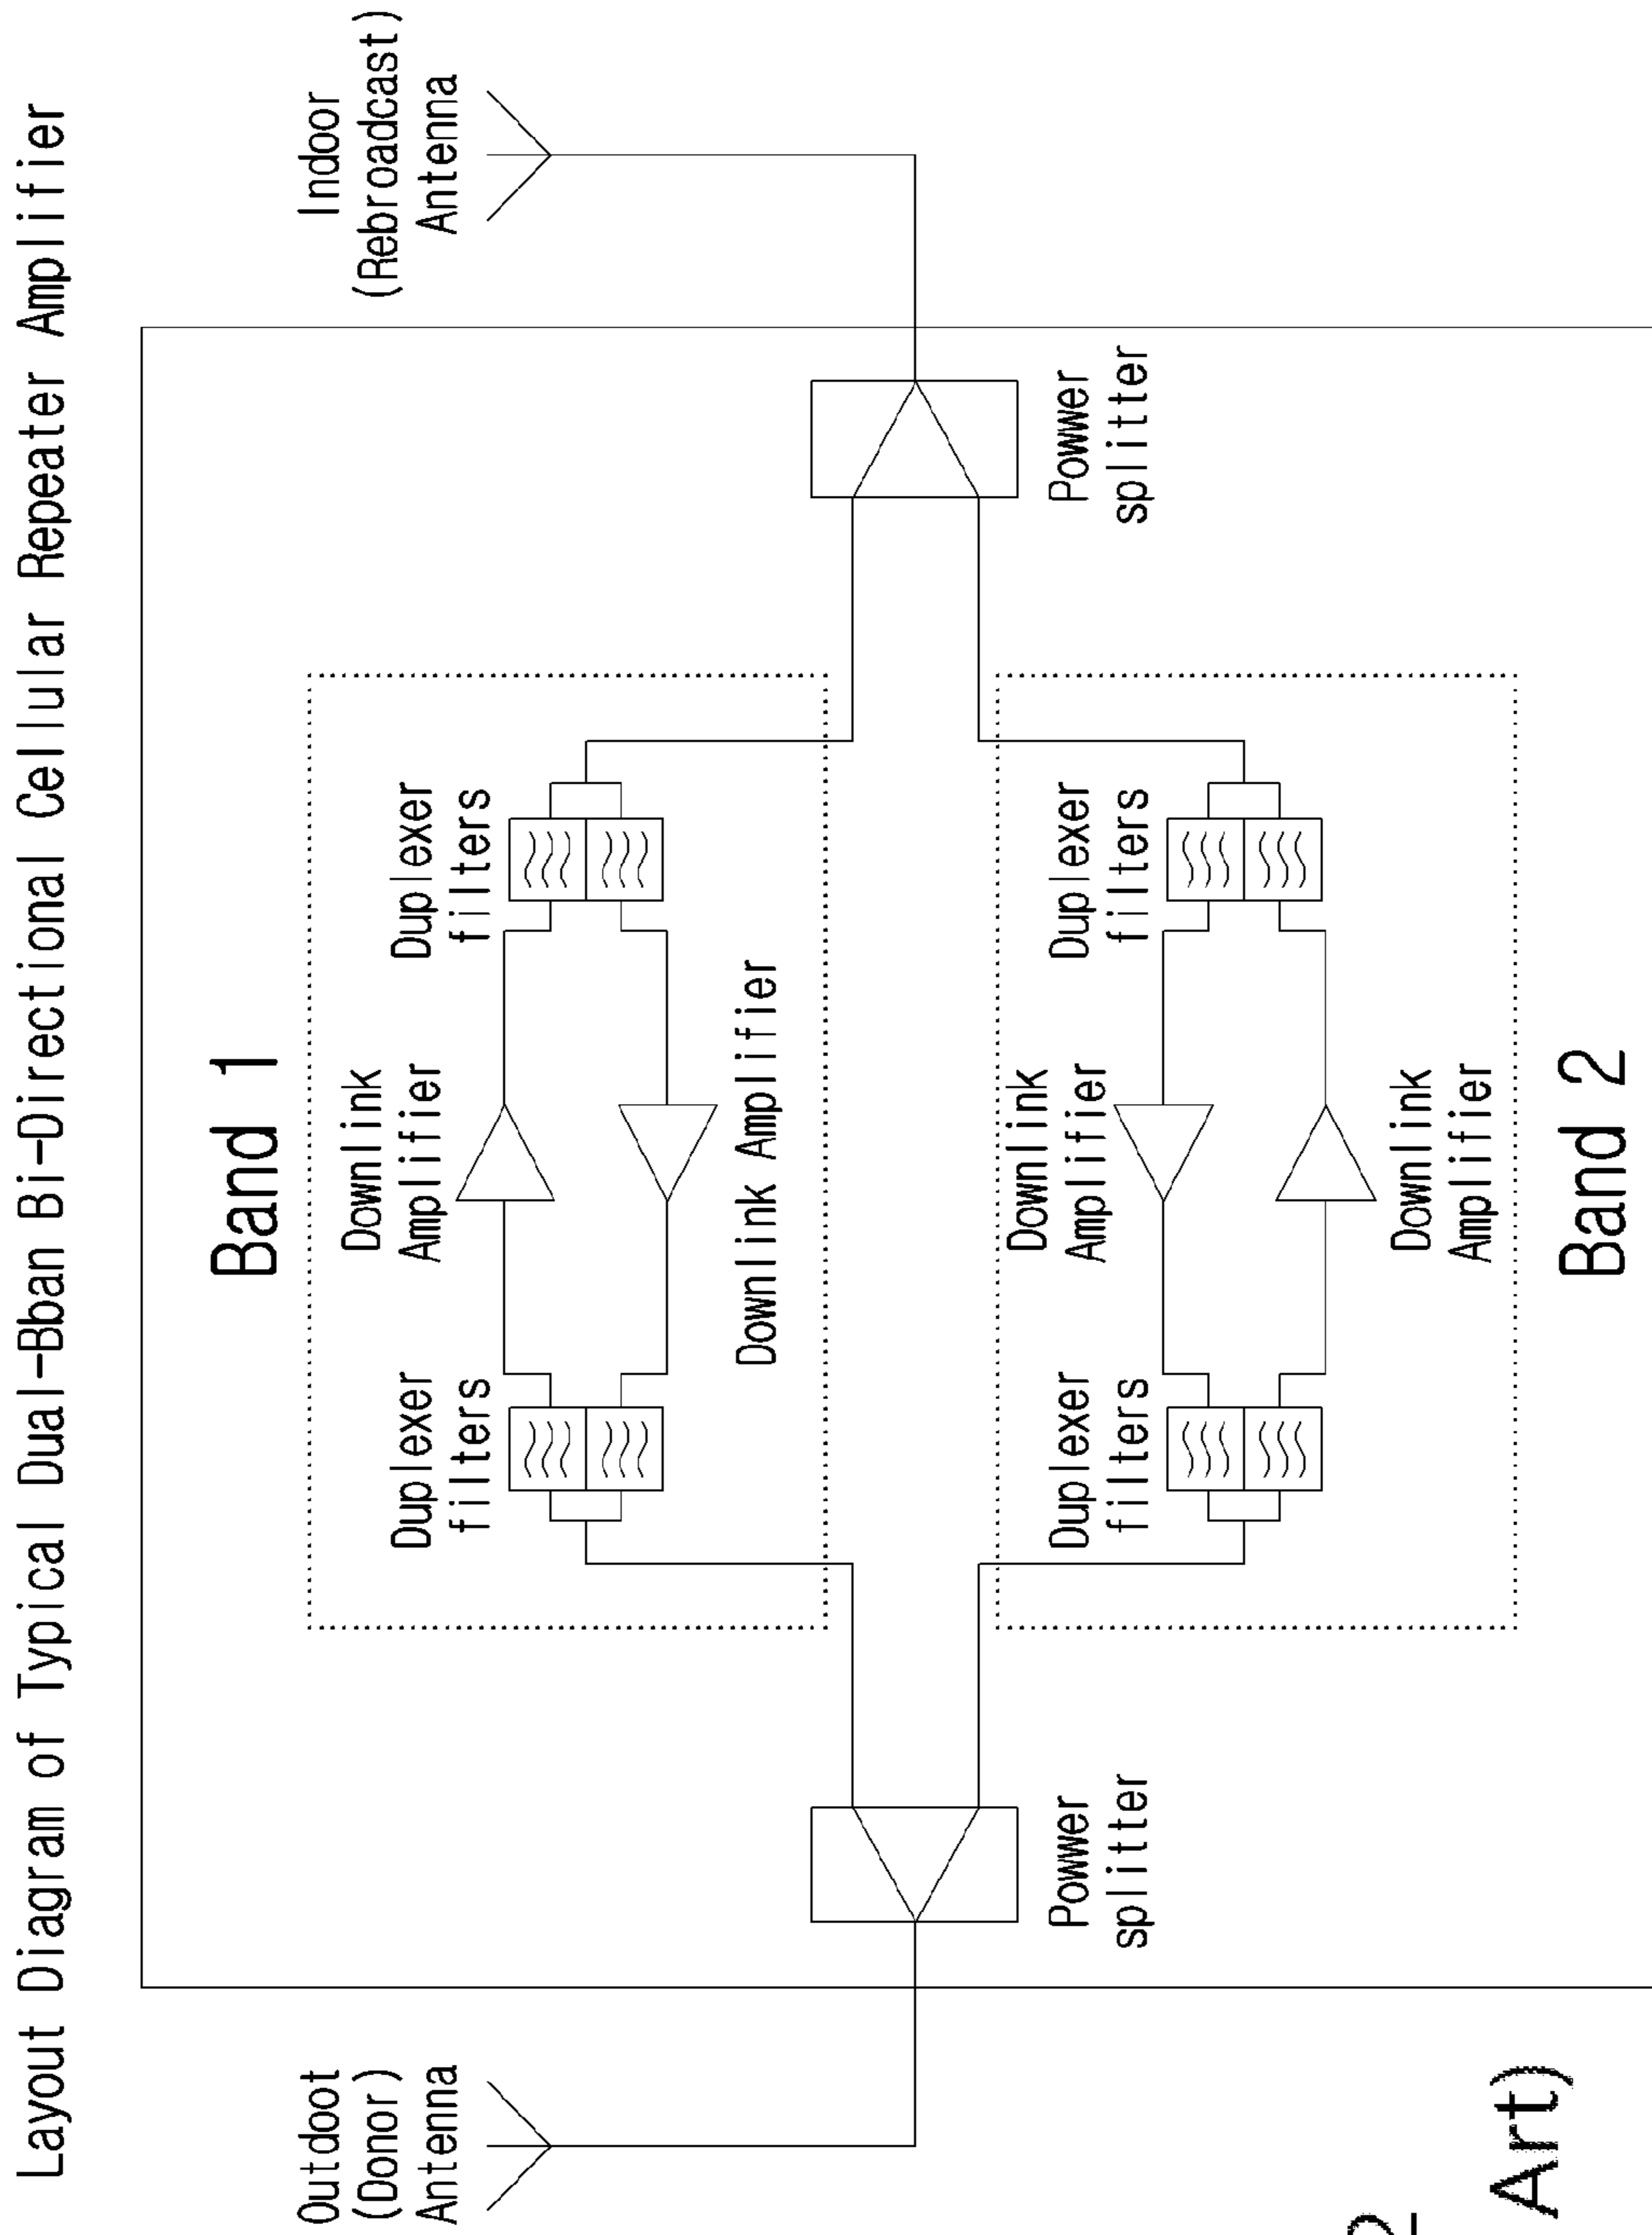 Layout Diagram of Typical Dual-Bban Bi-Directional Cellular Repeater Amplifier
Outdoot
(Donor)
Antenna
Indoor
(Rebroadcast)
Antenna
Band 1
Duplexer
filters
Downlink
Amplifier
Duplexer
filters
Downlink Amplifier
Powwer
splitter
Powwer
splitter
Duplexer
filters
Downlink
Amplifier
Duplexer
filters
Downlink
Amplifier
Band 2
Art)